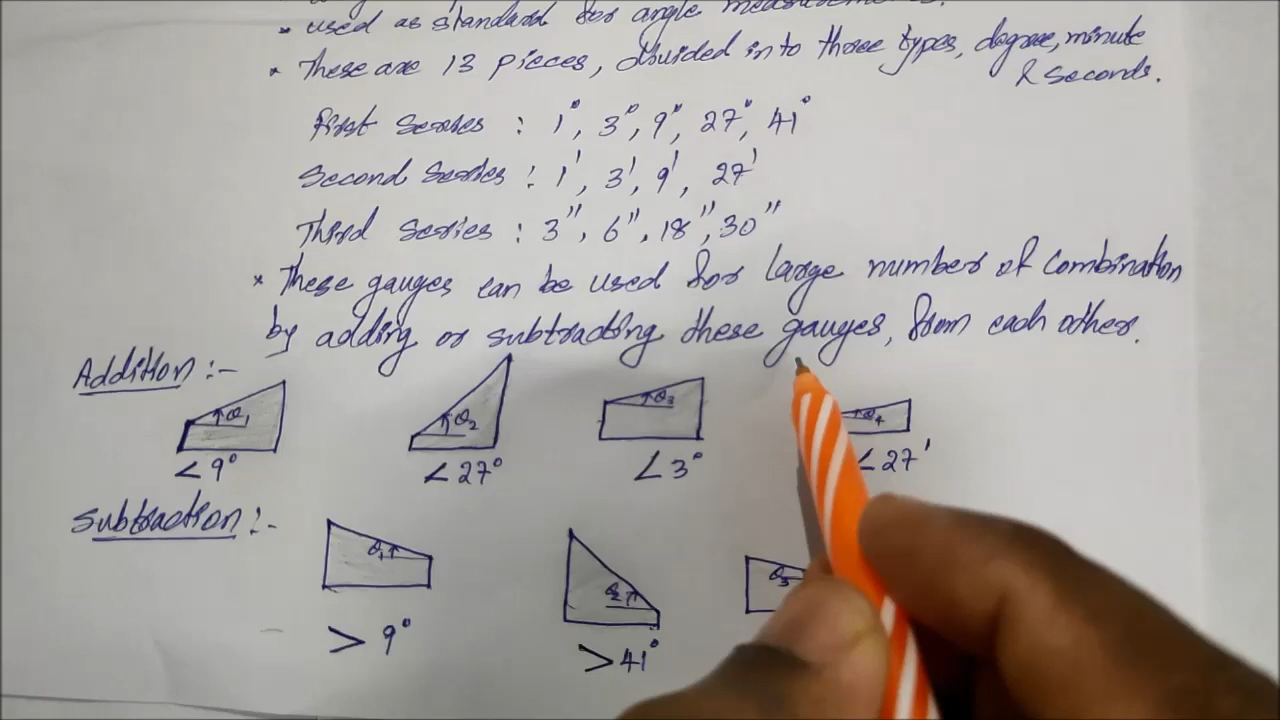 * used as standard for angle measurements.
* These are 13 pieces, divided into three types, degree, minute
& Seconds.
First Series : 1°, 3°, 9°, 27°, 41°
Second Series : 1', 3', 9', 27'
Third Series : 3", 6", 18", 30"
* These gauges can be used for large number of combination
by adding or subtracting these gauges, from each other.
Addition :-
θ1 θ2 θ3 θ4
< 9° < 27° < 3° < 27'
Subtraction :-
θ1 θ2 θ3
> 9° > 41°